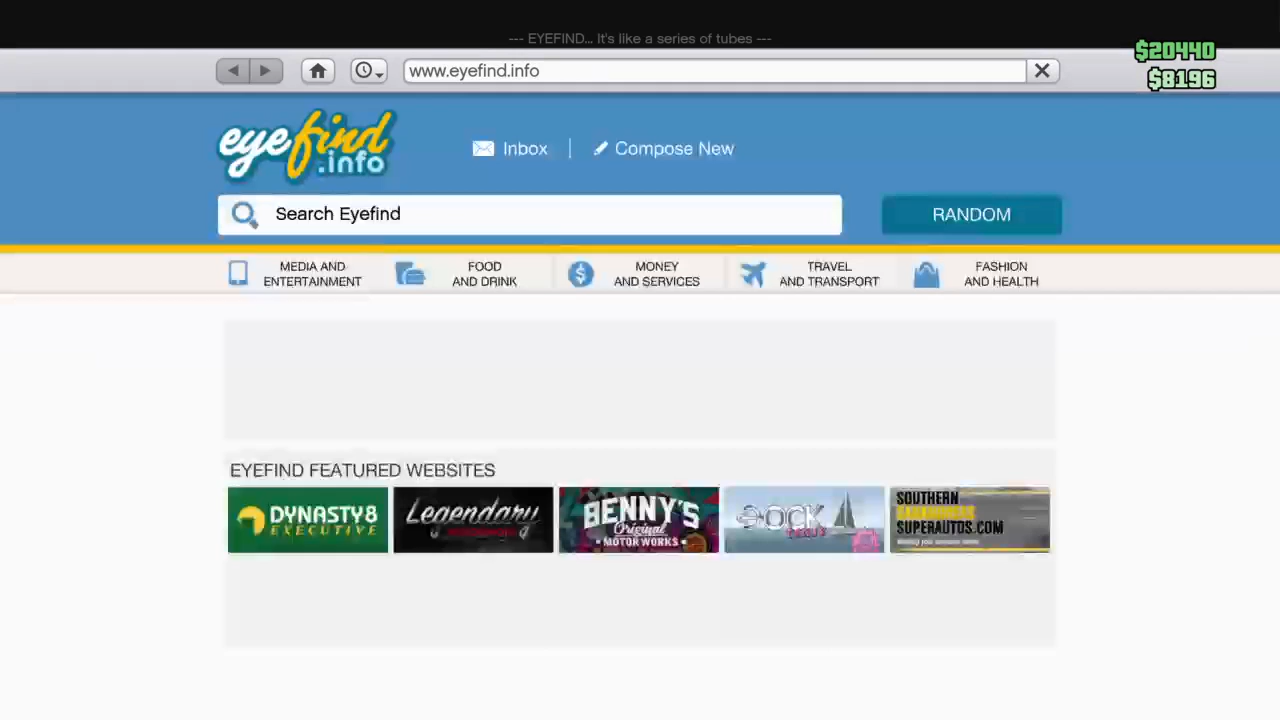 --- EYEFIND... It's like a series of tubes ---
$20440
www.eyefind.info
$8196
eyefind
.info
Inbox
Compose New
Search Eyefind
RANDOM
MEDIA AND
ENTERTAINMENT
FOOD
AND DRINK
MONEY
AND SERVICES
TRAVEL
AND TRANSPORT
FASHION
AND HEALTH
EYEFIND FEATURED WEBSITES
DYNASTY8
EXECUTIVE
Legendary
BENNY'S
Original
MOTOR WORKS
DOCK
SOUTHERN
SUPERAUTOS.COM